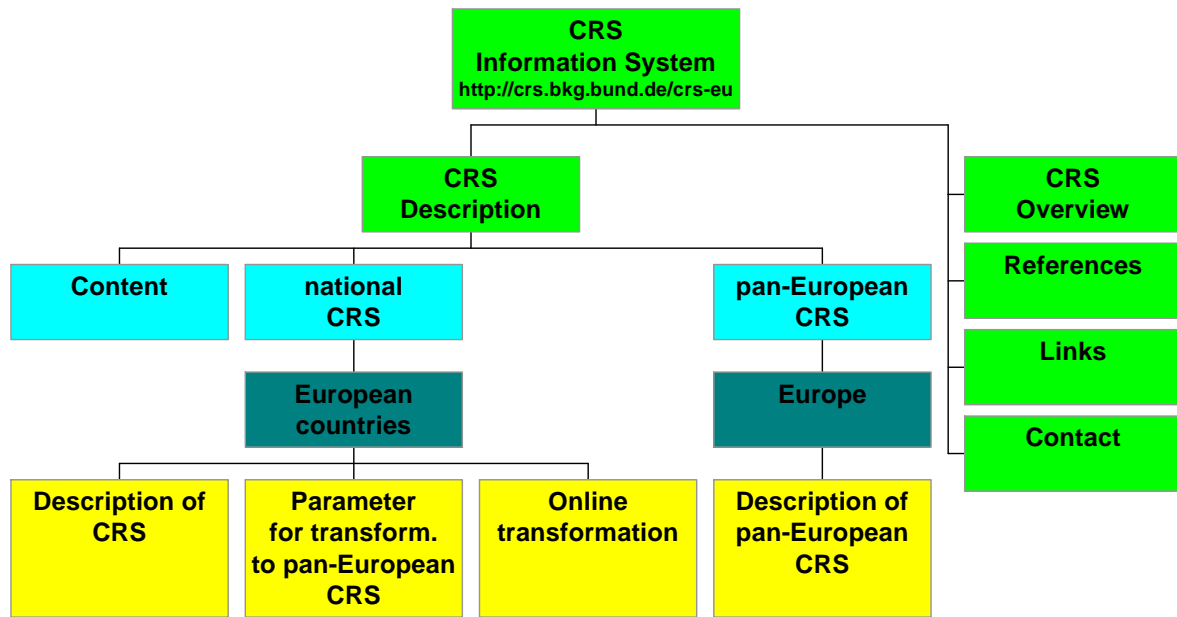 CRS
Information System
http://crs.bkg.bund.de/crs-eu
CRS
Description
CRS
Overview
References
Links
Contact
Content
national
CRS
pan-European
CRS
European
countries
Europe
Description of
CRS
Parameter
for transform.
to pan-European
CRS
Online
transformation
Description of
pan-European
CRS